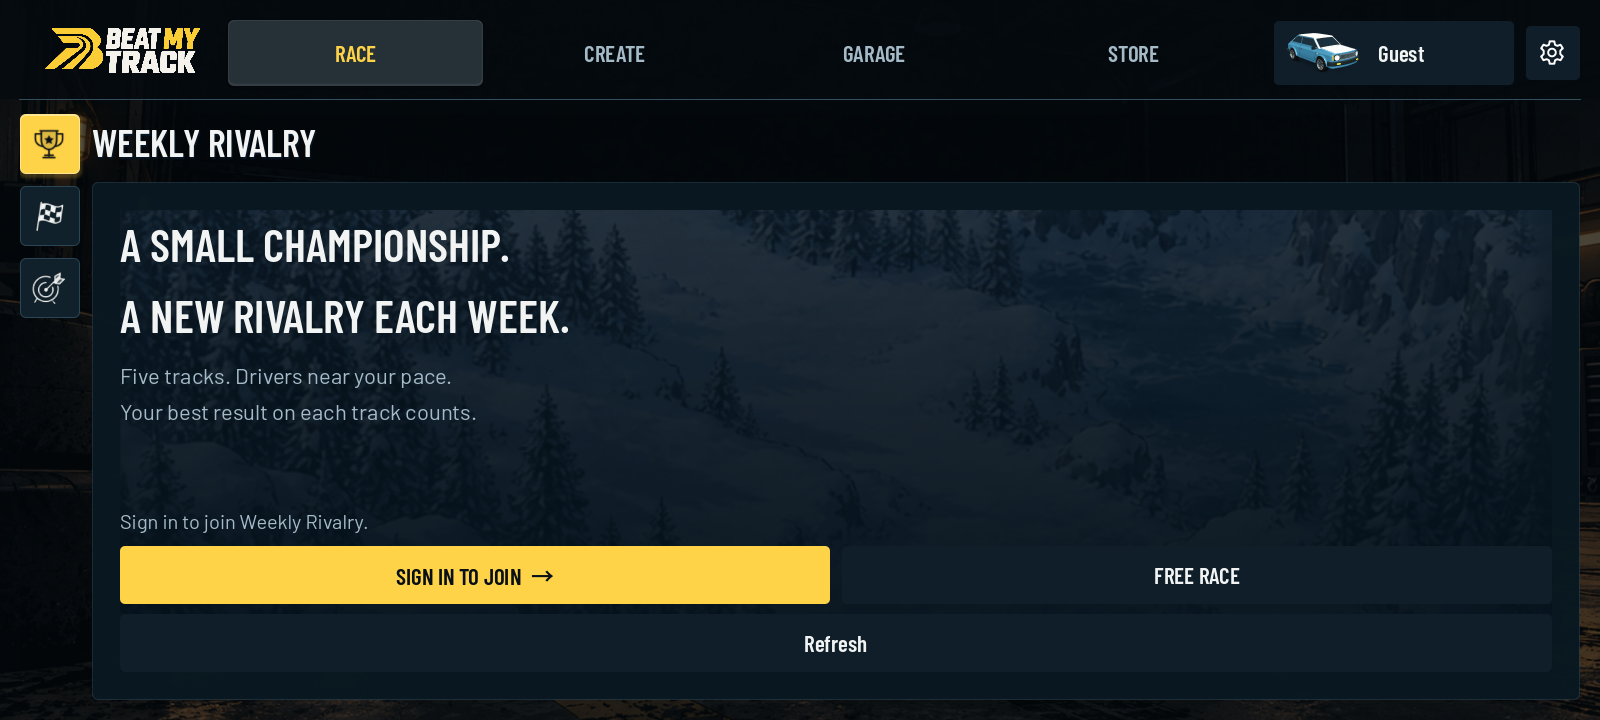 BEAT MY
TRACK
RACE
CREATE
GARAGE
STORE
Guest
WEEKLY RIVALRY
A SMALL CHAMPIONSHIP.
A NEW RIVALRY EACH WEEK.
Five tracks. Drivers near your pace.
Your best result on each track counts.
Sign in to join Weekly Rivalry.
SIGN IN TO JOIN →
FREE RACE
Refresh